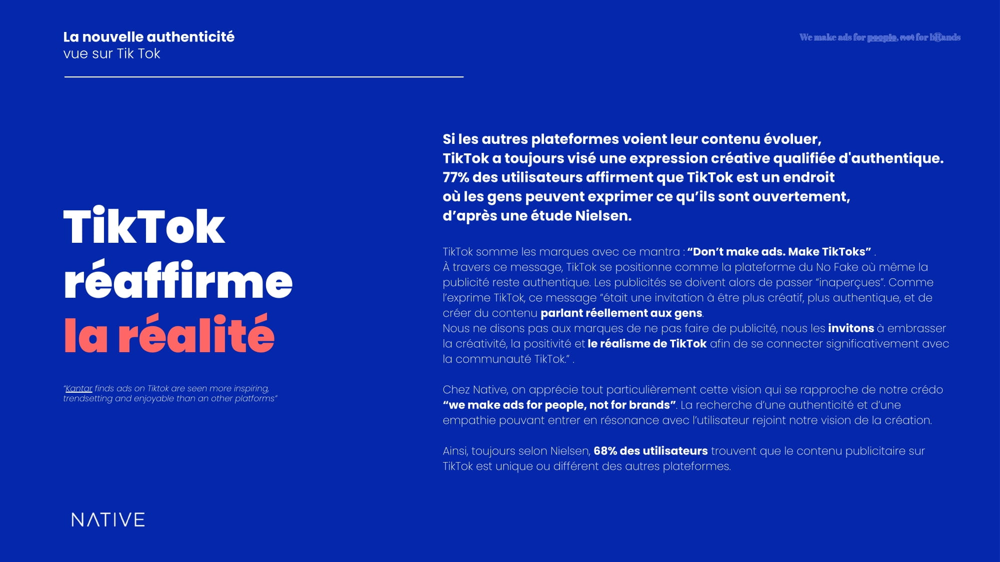 La nouvelle authenticité
vue sur Tik Tok
We make ads for people, not for bRands
TikTok
réaffirme
la réalité
“Kantar finds ads on Tiktok are seen more inspiring,
trendsetting and enjoyable than an other platforms”
Si les autres plateformes voient leur contenu évoluer,
TikTok a toujours visé une expression créative qualifiée d'authentique.
77% des utilisateurs affirment que TikTok est un endroit
où les gens peuvent exprimer ce qu’ils sont ouvertement,
d’après une étude Nielsen.
TikTok somme les marques avec ce mantra : “Don’t make ads. Make TikToks” .
À travers ce message, TikTok se positionne comme la plateforme du No Fake où même la
publicité reste authentique. Les publicités se doivent alors de passer “inaperçues”. Comme
l’exprime TikTok, ce message “était une invitation à être plus créatif, plus authentique, et de
créer du contenu parlant réellement aux gens.
Nous ne disons pas aux marques de ne pas faire de publicité, nous les invitons à embrasser
la créativité, la positivité et le réalisme de TikTok afin de se connecter significativement avec
la communauté TikTok.” .
Chez Native, on apprécie tout particulièrement cette vision qui se rapproche de notre crédo
“we make ads for people, not for brands”. La recherche d’une authenticité et d’une
empathie pouvant entrer en résonance avec l’utilisateur rejoint notre vision de la création.
Ainsi, toujours selon Nielsen, 68% des utilisateurs trouvent que le contenu publicitaire sur
TikTok est unique ou différent des autres plateformes.
NATIVE